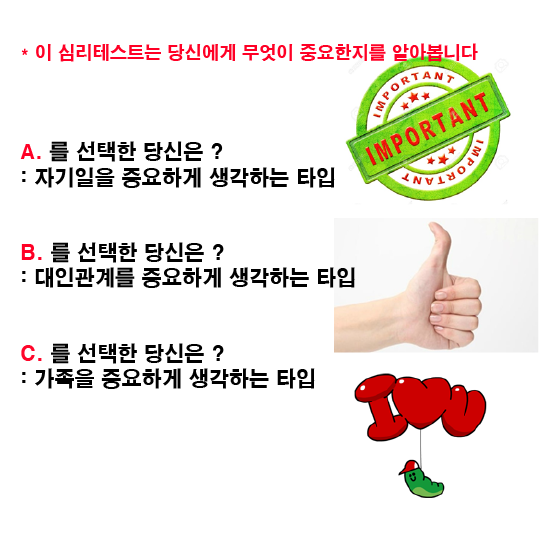 * 이 심리테스트는 당신에게 무엇이 중요한지를 알아봅니다
IMPORTANT
IMPORTANT
IMPORTANT
A. 를 선택한 당신은 ?
: 자기일을 중요하게 생각하는 타입
B. 를 선택한 당신은 ?
: 대인관계를 중요하게 생각하는 타입
C. 를 선택한 당신은 ?
: 가족을 중요하게 생각하는 타입
I♥U